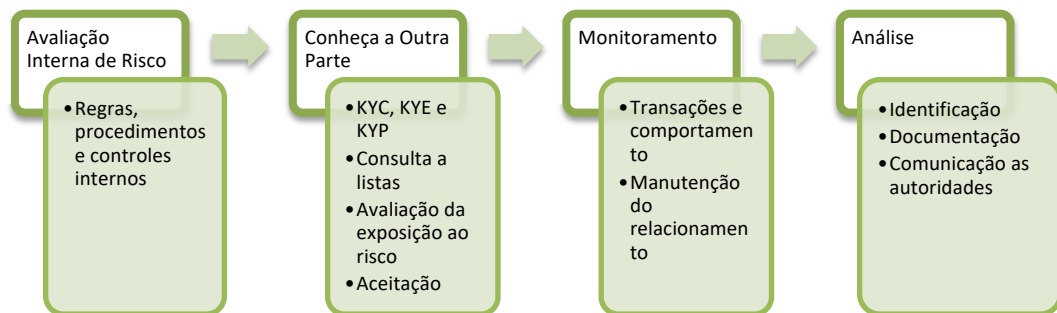 Avaliação
Interna de Risco
•Regras,
procedimentos
e controles
internos
Conheça a Outra
Parte
•KYC, KYE e
KYP
•Consulta a
listas
•Avaliação da
exposição ao
risco
•Aceitação
Monitoramento
•Transações e
comportamen
to
•Manutenção
do
relacionamen
to
Análise
•Identificação
•Documentação
•Comunicação as
autoridades